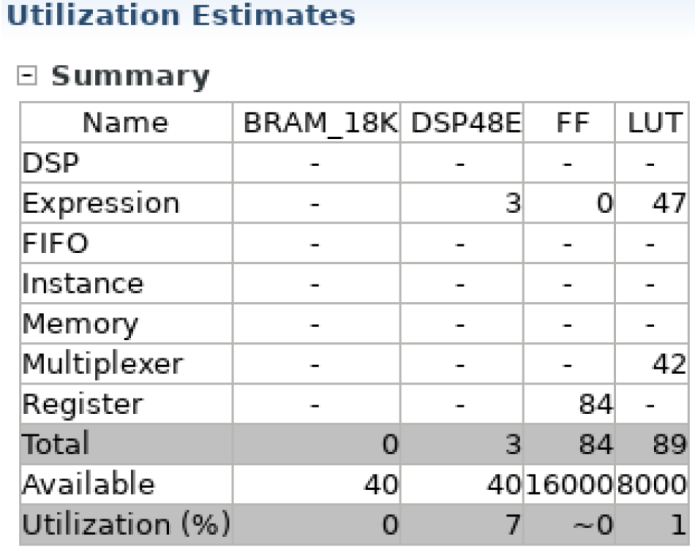 Utilization Estimates
⊟ Summary
Name BRAM_18K DSP48E FF LUT
DSP - - - -
Expression - 3 0 47
FIFO - - - -
Instance - - - -
Memory - - - -
Multiplexer - - - 42
Register - - 84 -
Total 0 3 84 89
Available 40 40 16000 8000
Utilization (%) 0 7 ~0 1